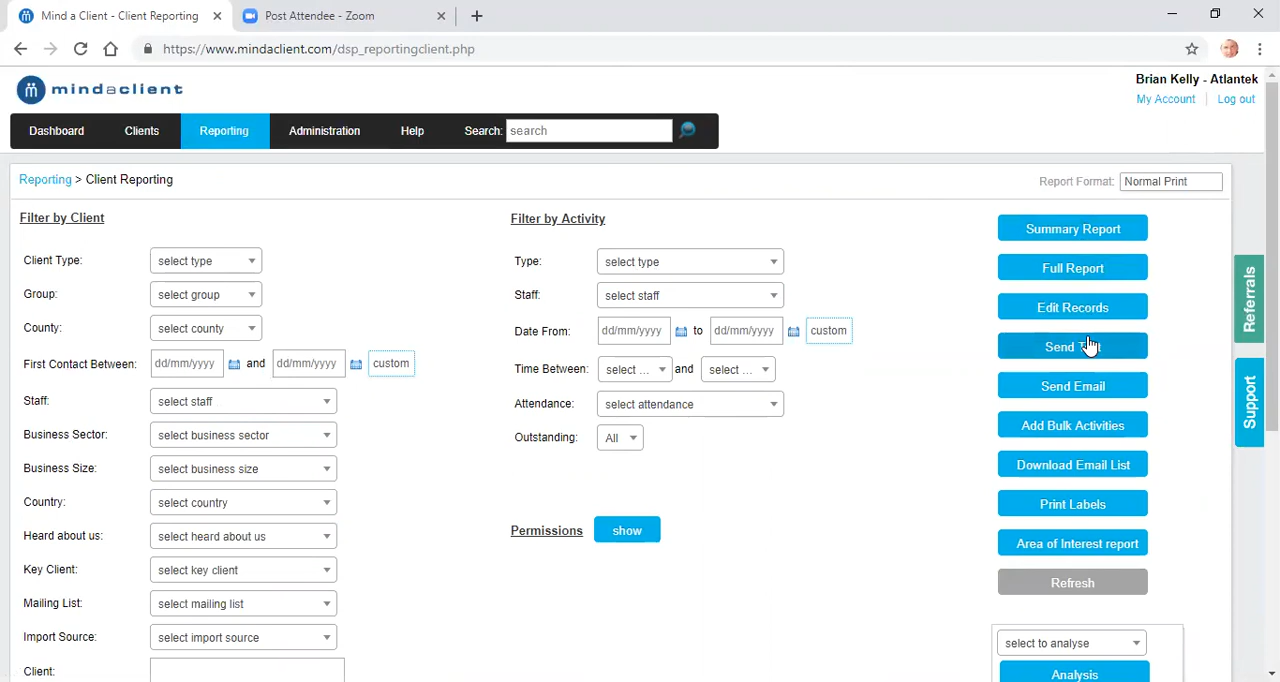 Mind a Client - Client Reporting
Post Attendee - Zoom
https://www.mindaclient.com/dsp_reportingclient.php
mindaclient
Brian Kelly - Atlantek
My Account | Log out
Dashboard Clients Reporting Administration Help Search: search
Reporting > Client Reporting
Report Format: Normal Print
Filter by Client
Client Type: select type
Group: select group
County: select county
First Contact Between: dd/mm/yyyy and dd/mm/yyyy custom
Staff: select staff
Business Sector: select business sector
Business Size: select business size
Country: select country
Heard about us: select heard about us
Key Client: select key client
Mailing List: select mailing list
Import Source: select import source
Client:
Filter by Activity
Type: select type
Staff: select staff
Date From: dd/mm/yyyy to dd/mm/yyyy custom
Time Between: select ... and select ...
Attendance: select attendance
Outstanding: All
Permissions show
Summary Report
Full Report
Edit Records
Send
Send Email
Add Bulk Activities
Download Email List
Print Labels
Area of Interest report
Refresh
select to analyse
Analysis
Referrals
Support